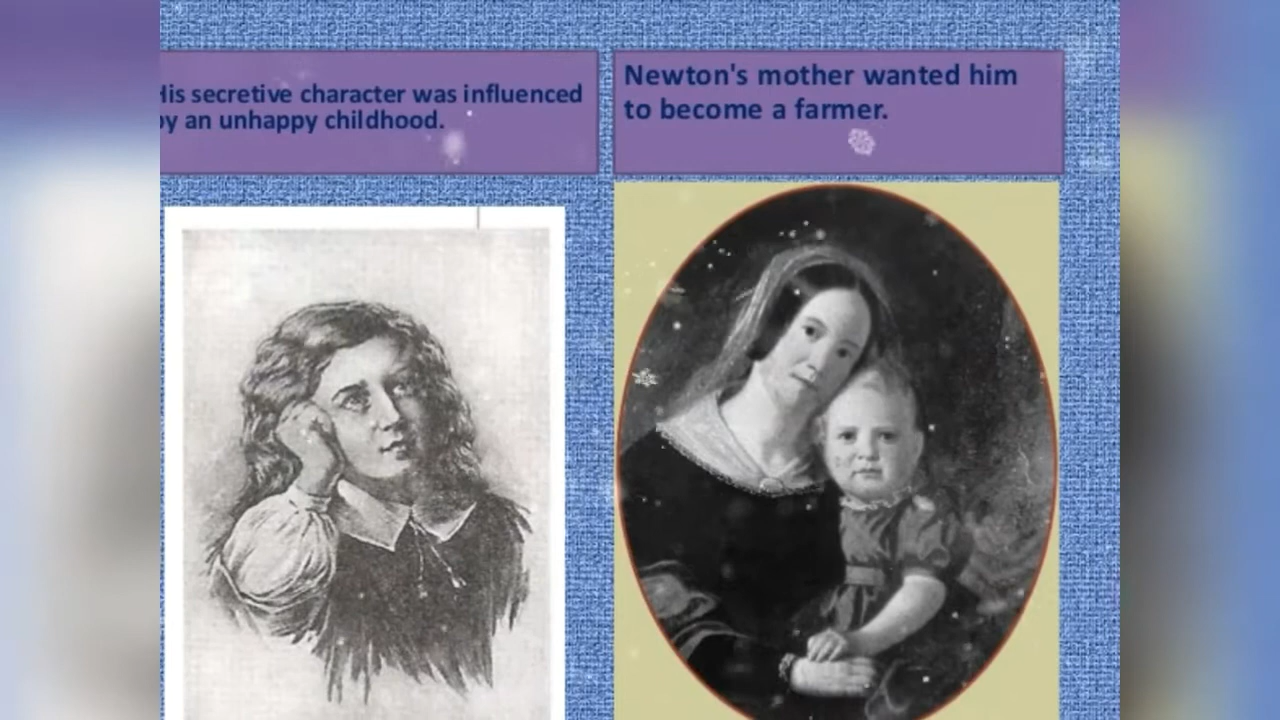 His secretive character was influenced
by an unhappy childhood.
Newton's mother wanted him
to become a farmer.